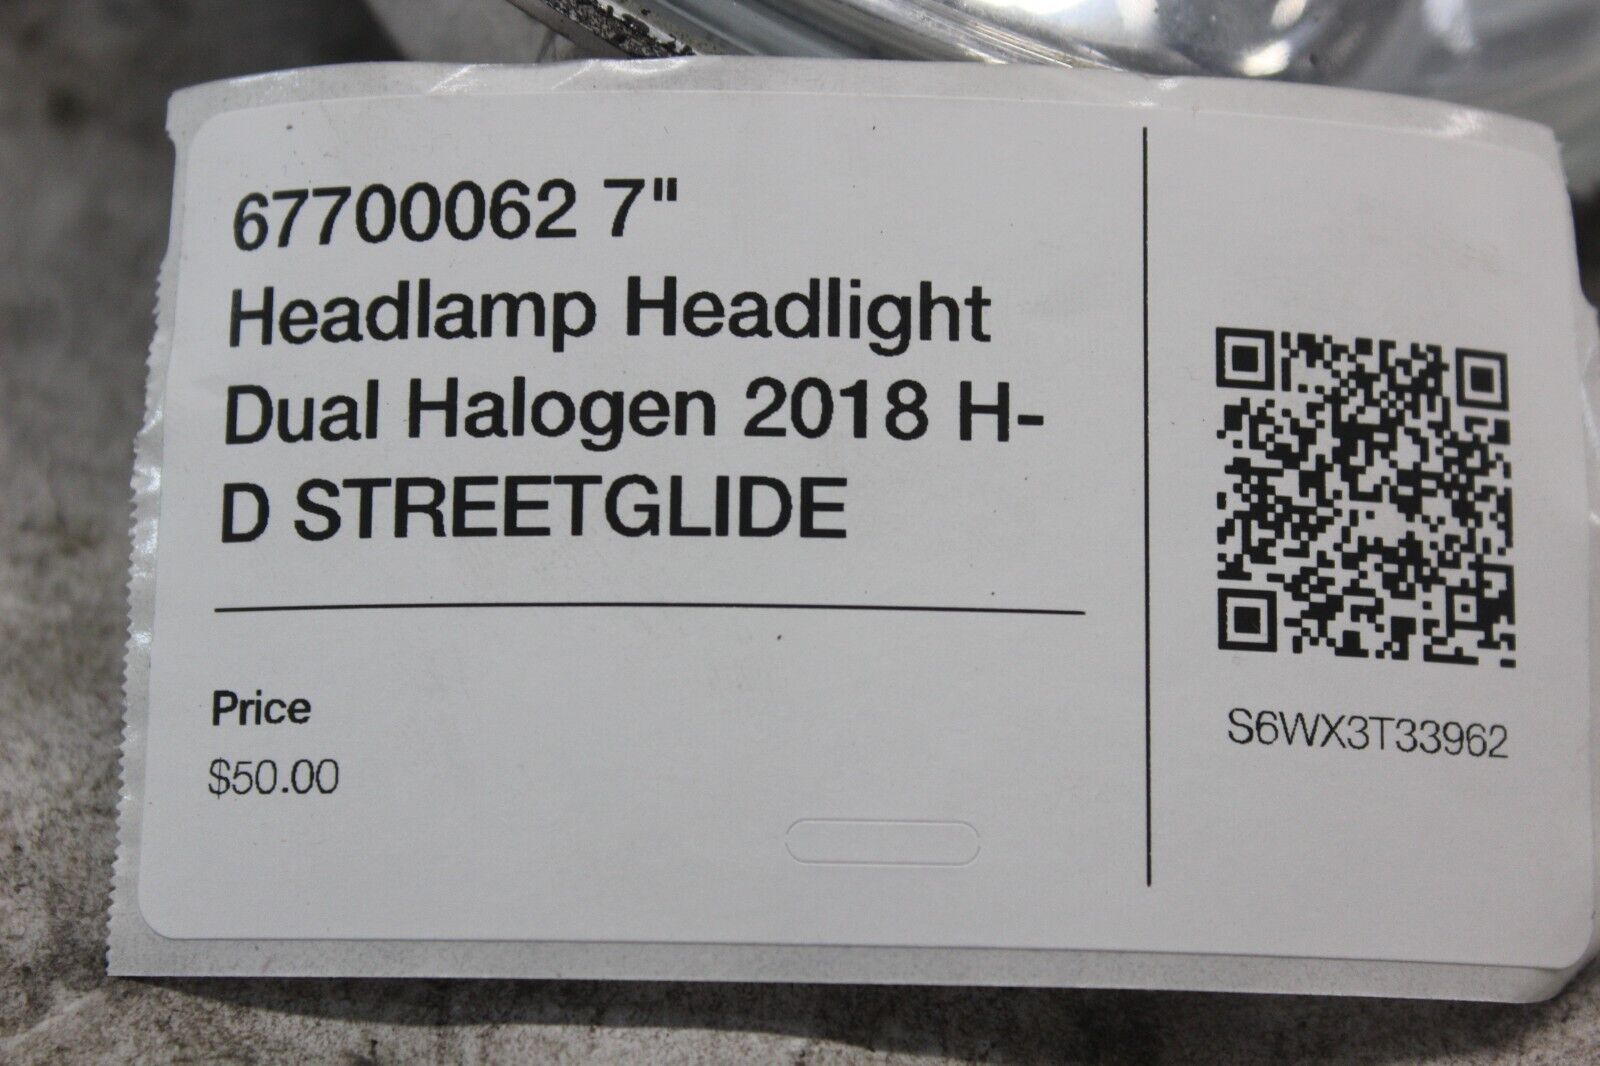 67700062 7"
Headlamp Headlight
Dual Halogen 2018 H-
D STREETGLIDE
Price
$50.00
S6WX3T33962